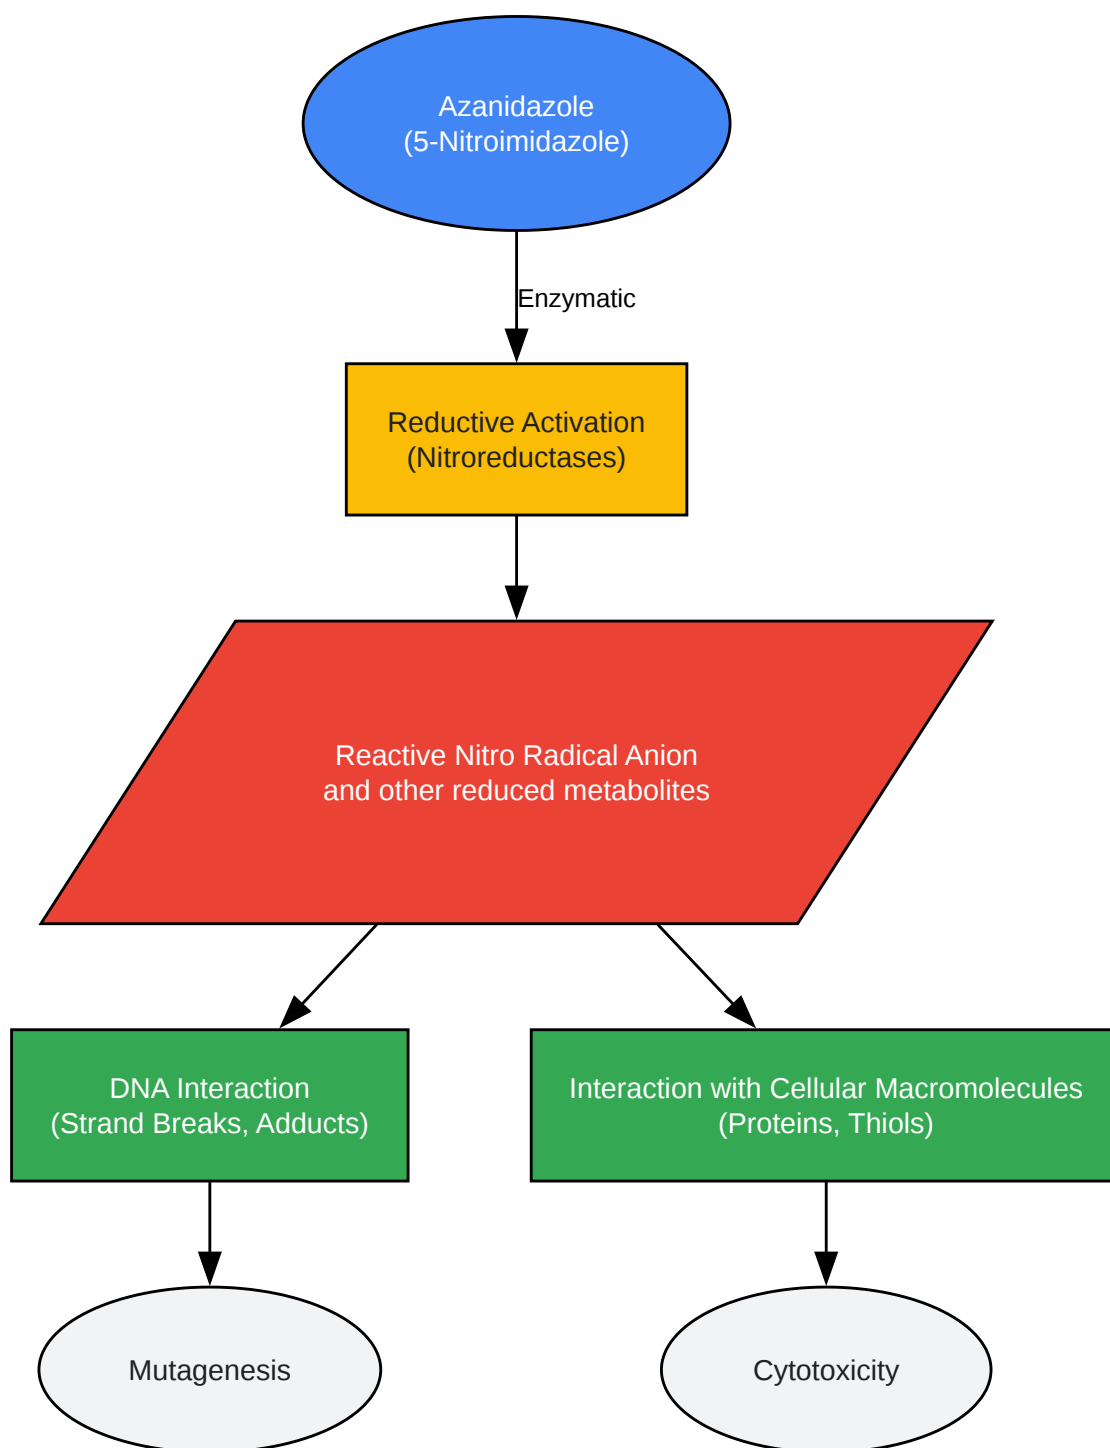 Azanidazole
(5-Nitroimidazole)
Enzymatic
Reductive Activation
(Nitroreductases)
Reactive Nitro Radical Anion
and other reduced metabolites
DNA Interaction
(Strand Breaks, Adducts)
Interaction with Cellular Macromolecules
(Proteins, Thiols)
Mutagenesis
Cytotoxicity